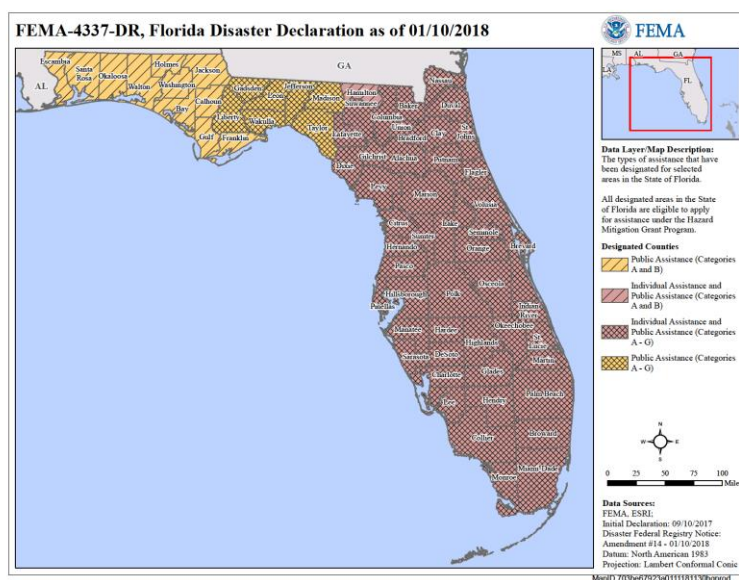 FEMA-4337-DR, Florida Disaster Declaration as of 01/10/2018
FEMA
MS AL GA
LA
FL
GA
AL
Escambia
Santa
Rosa
Okaloosa
Walton
Holmes
Washington
Jackson
Bay
Calhoun
Gulf
Liberty
Franklin
Gadsden
Leon
Wakulla
Jefferson
Madison
Taylor
Hamilton
Suwannee
Lafayette
Dixie
Columbia
Baker
Nassau
Duval
Union
Bradford
Clay
St.
Johns
Gilchrist
Alachua
Putnam
Flagler
Levy
Marion
Volusia
Citrus
Sumter
Lake
Seminole
Hernando
Orange
Brevard
Pasco
Pinellas
Hillsborough
Polk
Osceola
Indian
River
Manatee
Hardee
Okeechobee
St.
Lucie
Highlands
Sarasota
DeSoto
Martin
Charlotte
Glades
Lee
Hendry
Palm Beach
Collier
Broward
Monroe
Miami-Dade
Data Layer/Map Description:
The types of assistance that have
been designated for selected
areas in the State of Florida.
All designated areas in the State
of Florida are eligible to apply
for assistance under the Hazard
Mitigation Grant Program.
Designated Counties
Public Assistance (Categories
A and B)
Individual Assistance and
Public Assistance (Categories
A and B)
Individual Assistance and
Public Assistance (Categories
A - G)
Public Assistance (Categories
A - G)
N
W E
S
0 25 50 75 100
Miles
Data Sources:
FEMA, ESRI;
Initial Declaration: 09/10/2017
Disaster Federal Registry Notice:
Amendment #14 - 01/10/2018
Datum: North American 1983
Projection: Lambert Conformal Conic